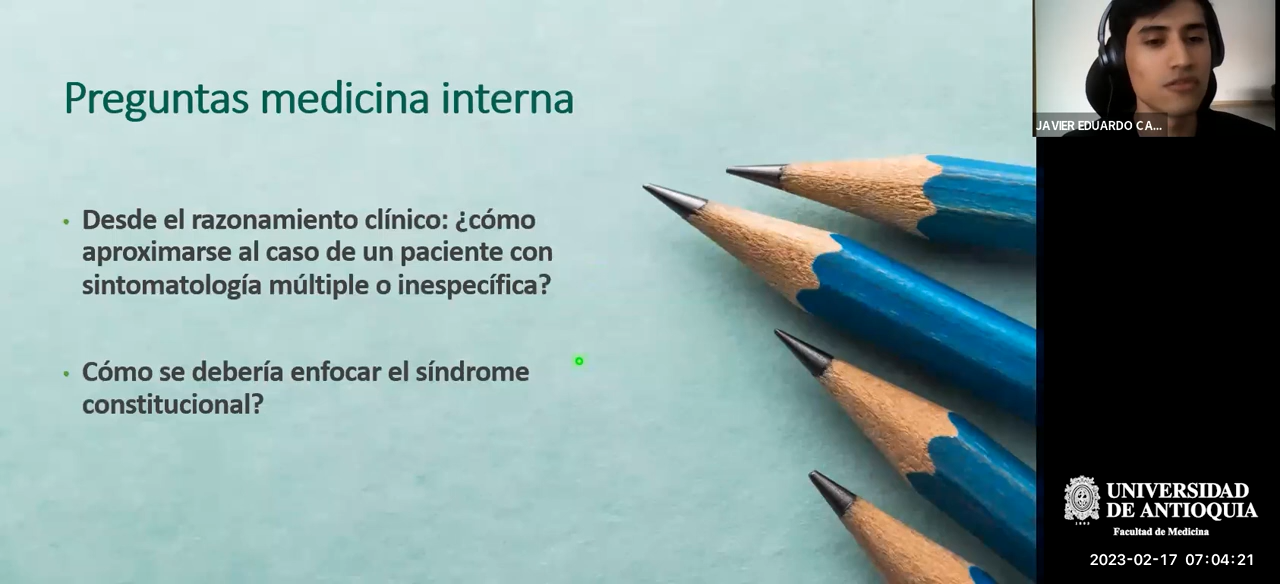 Preguntas medicina interna
JAVIER EDUARDO CA...
• Desde el razonamiento clínico: ¿cómo
aproximarse al caso de un paciente con
sintomatología múltiple o inespecífica?
• Cómo se debería enfocar el síndrome
constitucional?
UNIVERSIDAD
DE ANTIOQUIA
1803
Facultad de Medicina
2023-02-17 07:04:21